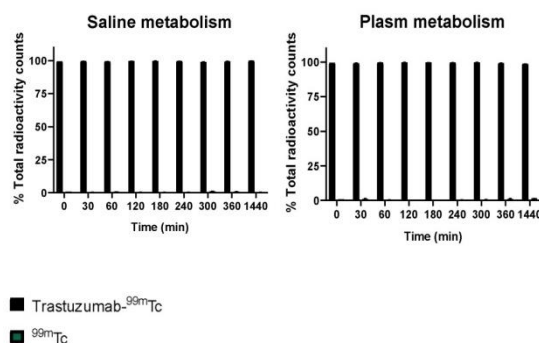 Saline metabolism
% Total radioactivity counts
100
75
50
25
0
0 30 60 120 180 240 300 360 1440
Time (min)
Plasm metabolism
% Total radioactivity counts
100
75
50
25
0
0 30 60 120 180 240 300 360 1440
Time (min)
Trastuzumab-⁹⁹ᵐTc
⁹⁹ᵐTc